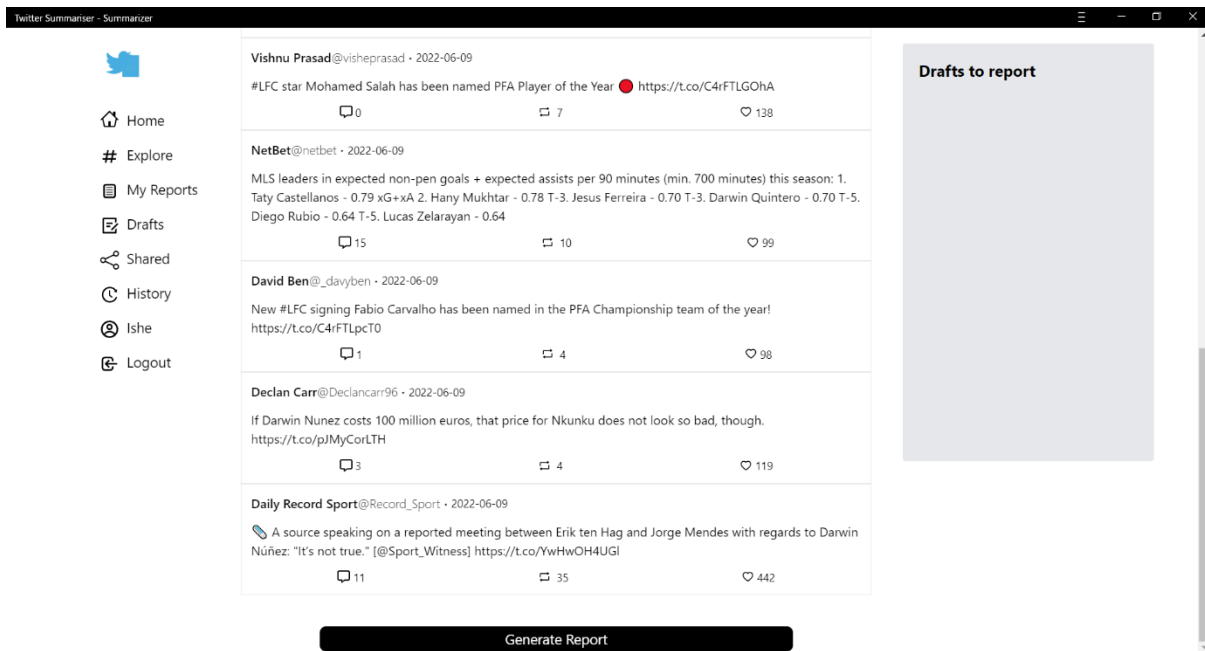 Twitter Summariser - Summarizer
Home
Explore
My Reports
Drafts
Shared
History
Ishe
Logout
Vishnu Prasad@visheprasad · 2022-06-09
#LFC star Mohamed Salah has been named PFA Player of the Year 🔴 https://t.co/C4rFTLGOhA
0 7 138
NetBet@netbet · 2022-06-09
MLS leaders in expected non-pen goals + expected assists per 90 minutes (min. 700 minutes) this season: 1.
Taty Castellanos - 0.79 xG+xA 2. Hany Mukhtar - 0.78 T-3. Jesus Ferreira - 0.70 T-3. Darwin Quintero - 0.70 T-5.
Diego Rubio - 0.64 T-5. Lucas Zelarayan - 0.64
15 10 99
David Ben@_davyben · 2022-06-09
New #LFC signing Fabio Carvalho has been named in the PFA Championship team of the year!
https://t.co/C4rFTLpcT0
1 4 98
Declan Carr@Declancarr96 · 2022-06-09
If Darwin Nunez costs 100 million euros, that price for Nkunku does not look so bad, though.
https://t.co/pJMyCorLTH
3 4 119
Daily Record Sport@Record_Sport · 2022-06-09
📎 A source speaking on a reported meeting between Erik ten Hag and Jorge Mendes with regards to Darwin
Núñez: "It's not true." [@Sport_Witness] https://t.co/YwHwOH4UGl
11 35 442
Generate Report
Drafts to report